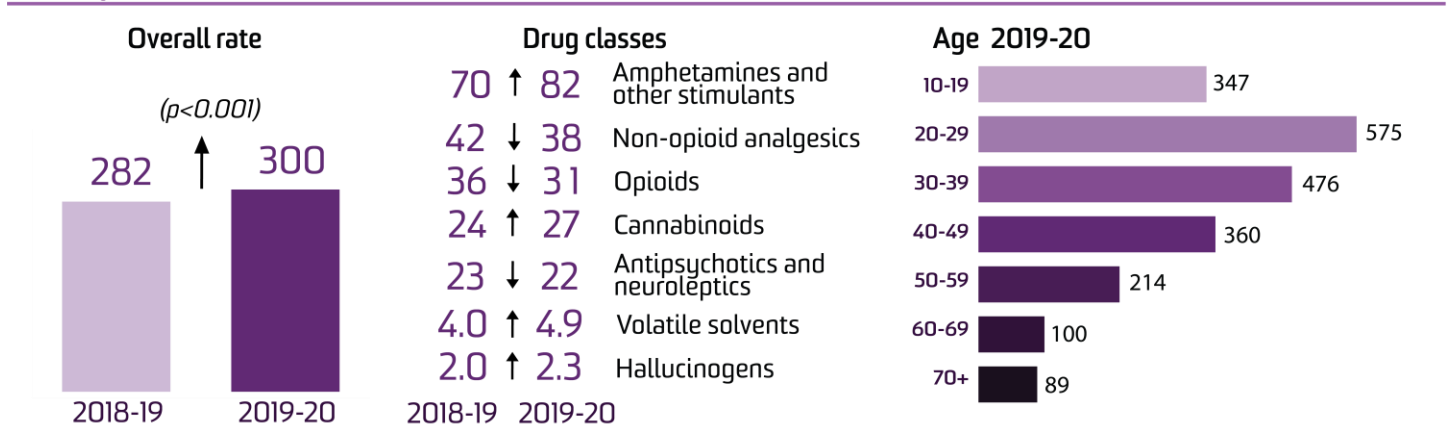 Overall rate
(p<0.001)
282 ↑ 300
2018-19 2019-20
Drug classes
70 ↑ 82 Amphetamines and
other stimulants
42 ↓ 38 Non-opioid analgesics
36 ↓ 31 Opioids
24 ↑ 27 Cannabinoids
23 ↓ 22 Antipsychotics and
neuroleptics
4.0 ↑ 4.9 Volatile solvents
2.0 ↑ 2.3 Hallucinogens
2018-19 2019-20
Age 2019-20
10-19 347
20-29 575
30-39 476
40-49 360
50-59 214
60-69 100
70+ 89